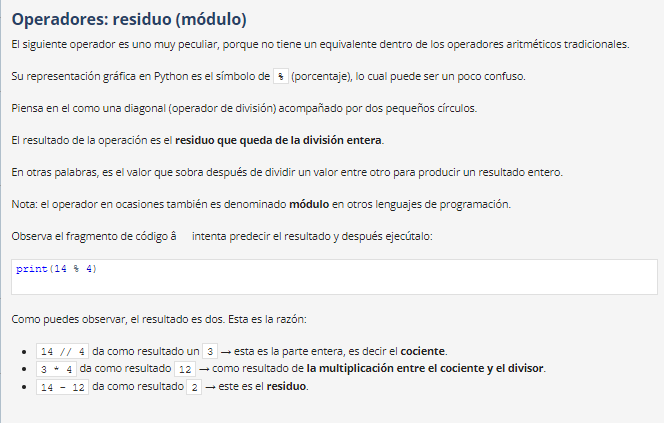 Operadores: residuo (módulo)
El siguiente operador es uno muy peculiar, porque no tiene un equivalente dentro de los operadores aritméticos tradicionales.
Su representación gráfica en Python es el símbolo de % (porcentaje), lo cual puede ser un poco confuso.
Piensa en el como una diagonal (operador de división) acompañado por dos pequeños círculos.
El resultado de la operación es el residuo que queda de la división entera.
En otras palabras, es el valor que sobra después de dividir un valor entre otro para producir un resultado entero.
Nota: el operador en ocasiones también es denominado módulo en otros lenguajes de programación.
Observa el fragmento de código â intenta predecir el resultado y después ejecútalo:
print(14 % 4)
Como puedes observar, el resultado es dos. Esta es la razón:
• 14 // 4 da como resultado un 3 → esta es la parte entera, es decir el cociente.
• 3 * 4 da como resultado 12 → como resultado de la multiplicación entre el cociente y el divisor.
• 14 - 12 da como resultado 2 → este es el residuo.